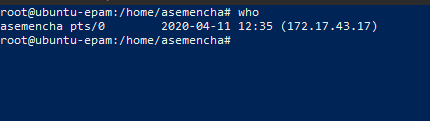 root@ubuntu-epam:/home/asemencha# who
asemencha pts/0        2020-04-11 12:35 (172.17.43.17)
root@ubuntu-epam:/home/asemencha#